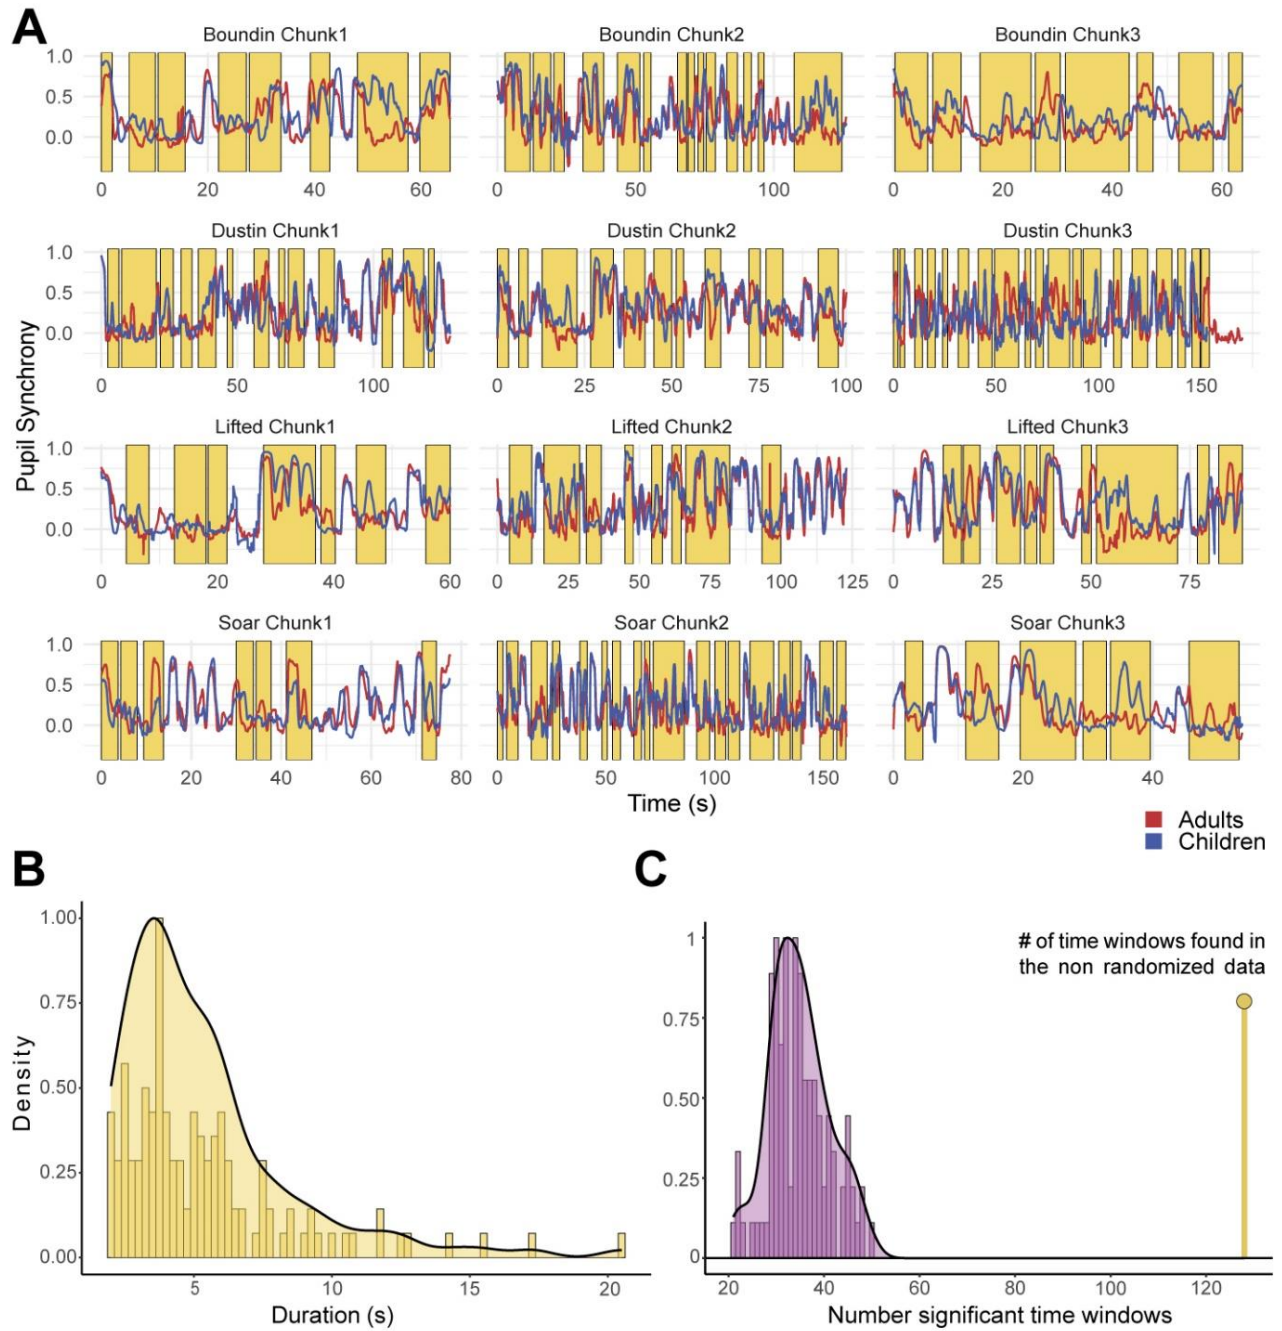 A
Boundin Chunk1 Boundin Chunk2 Boundin Chunk3
1.0
0.5
0.0
0 20 40 60 0 50 100 0 20 40 60
Dustin Chunk1 Dustin Chunk2 Dustin Chunk3
1.0
0.5
0.0
0 50 100 0 25 50 75 100 0 50 100 150
Pupil Synchrony
Lifted Chunk1 Lifted Chunk2 Lifted Chunk3
1.0
0.5
0.0
0 20 40 60 0 25 50 75 100 125 0 25 50 75
Soar Chunk1 Soar Chunk2 Soar Chunk3
1.0
0.5
0.0
0 20 40 60 80 0 50 100 150 0 20 40
Time (s)
Adults
Children
B
1.00
0.75
0.50
0.25
0.00
Density
5 10 15 20
Duration (s)
C
# of time windows found in
the non randomized data
1
0.75
0.50
0.25
0
20 40 60 80 100 120
Number significant time windows